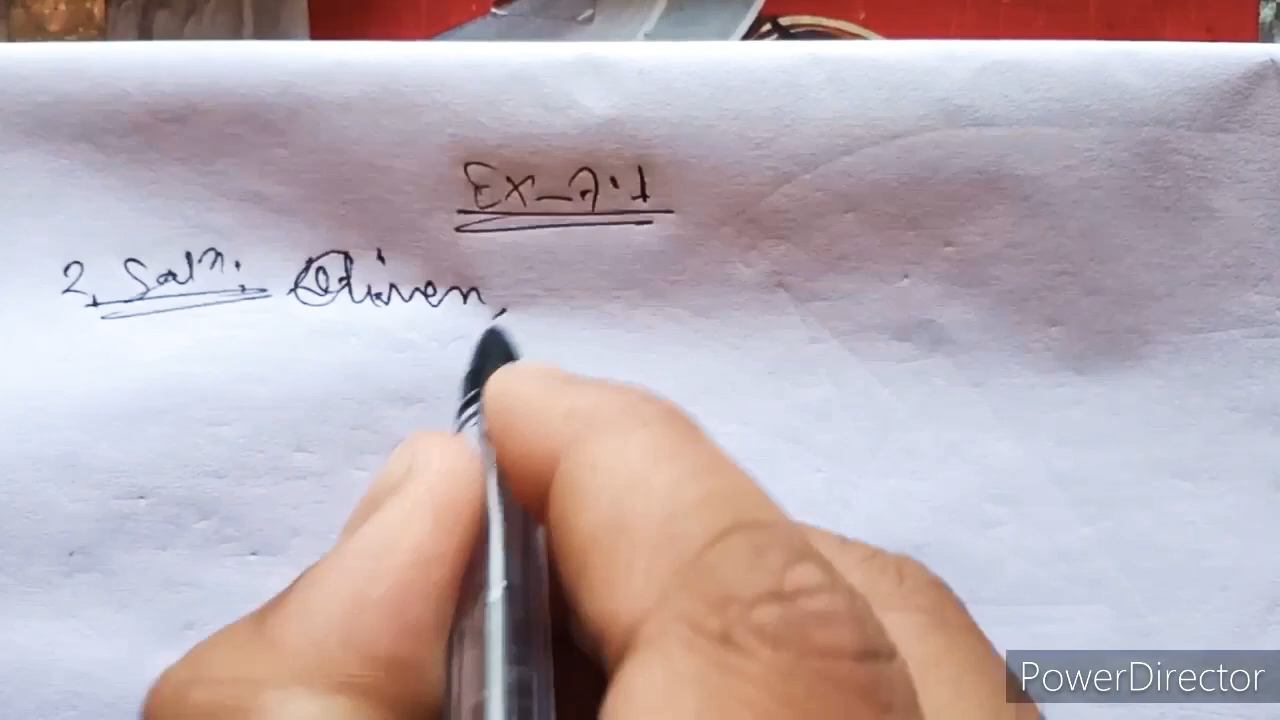 Ex-7.1
2. Soln. Given,
PowerDirector